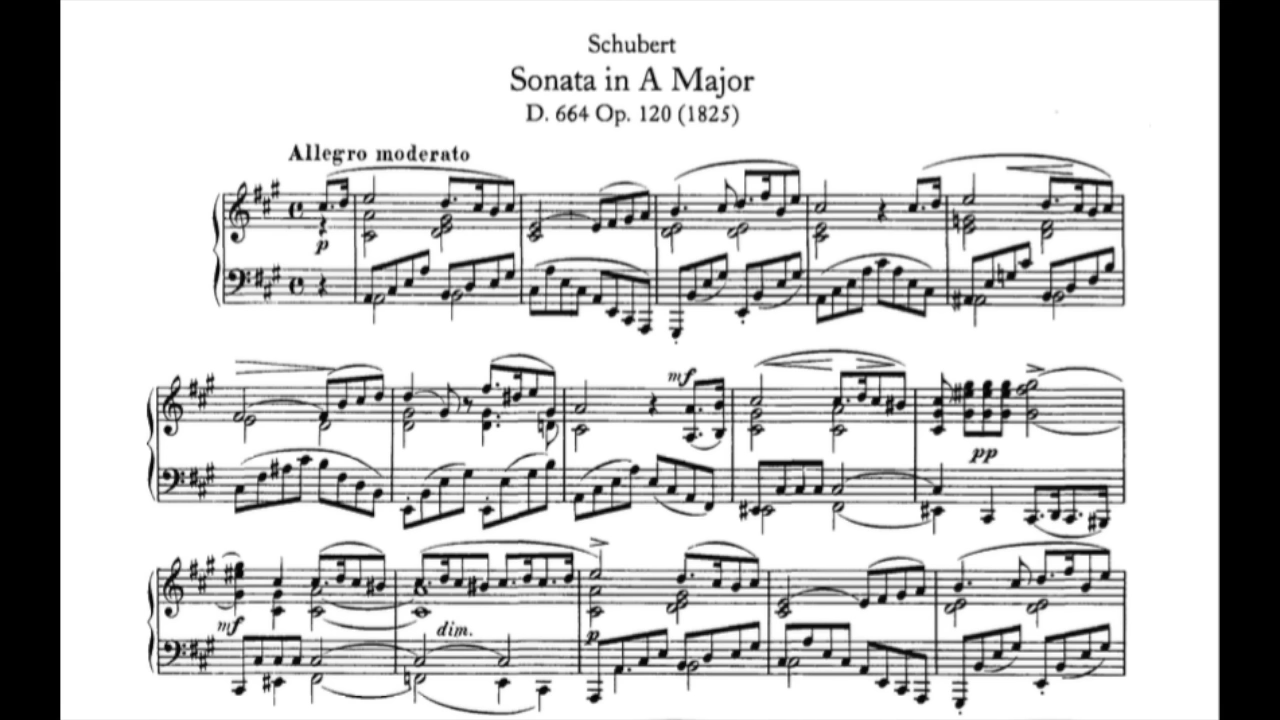 Schubert
Sonata in A Major
D. 664 Op. 120 (1825)
Allegro moderato
p
mf
pp
mf
dim.
p